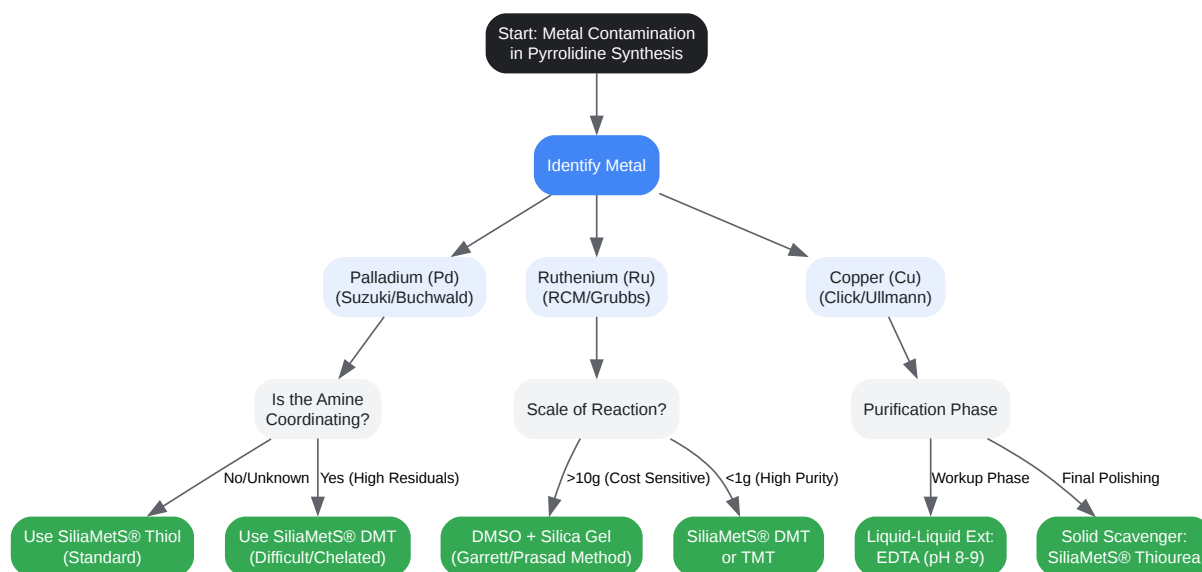 Start: Metal Contamination
in Pyrrolidine Synthesis
Identify Metal
Palladium (Pd)
(Suzuki/Buchwald)
Ruthenium (Ru)
(RCM/Grubbs)
Copper (Cu)
(Click/Ullmann)
Is the Amine
Coordinating?
Scale of Reaction?
Purification Phase
No/Unknown
Yes (High Residuals)
>10g (Cost Sensitive)
<1g (High Purity)
Workup Phase
Final Polishing
Use SiliaMetS® Thiol
(Standard)
Use SiliaMetS® DMT
(Difficult/Chelated)
DMSO + Silica Gel
(Garrett/Prasad Method)
SiliaMetS® DMT
or TMT
Liquid-Liquid Ext:
EDTA (pH 8-9)
Solid Scavenger:
SiliaMetS® Thiourea